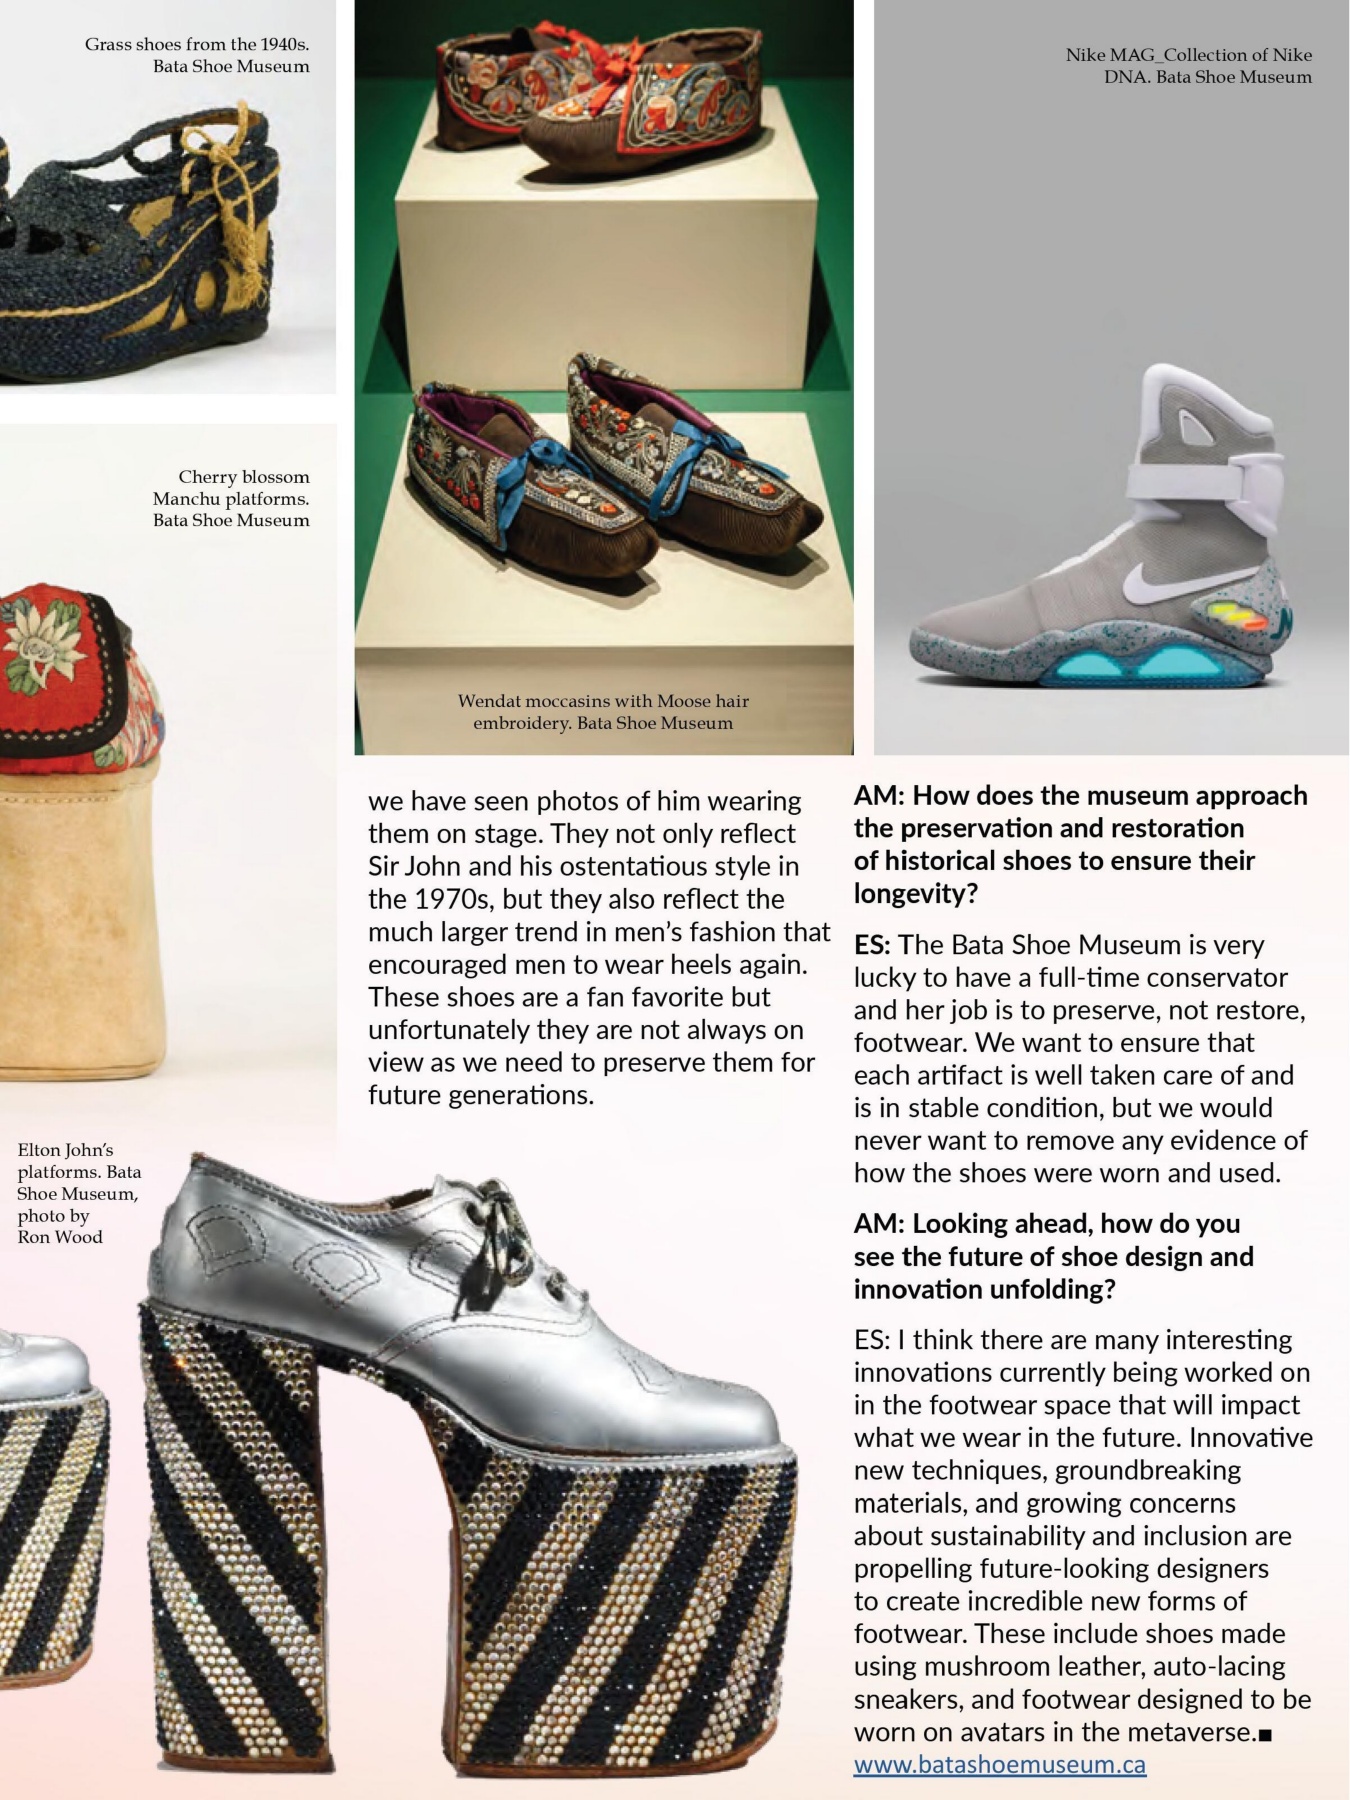 Grass shoes from the 1940s.
Bata Shoe Museum
Nike MAG_Collection of Nike
DNA. Bata Shoe Museum
Cherry blossom
Manchu platforms.
Bata Shoe Museum
Wendat moccasins with Moose hair
embroidery. Bata Shoe Museum
Elton John's
platforms. Bata
Shoe Museum,
photo by
Ron Wood
we have seen photos of him wearing
them on stage. They not only reflect
Sir John and his ostentatious style in
the 1970s, but they also reflect the
much larger trend in men's fashion that
encouraged men to wear heels again.
These shoes are a fan favorite but
unfortunately they are not always on
view as we need to preserve them for
future generations.
AM: How does the museum approach
the preservation and restoration
of historical shoes to ensure their
longevity?
ES: The Bata Shoe Museum is very
lucky to have a full-time conservator
and her job is to preserve, not restore,
footwear. We want to ensure that
each artifact is well taken care of and
is in stable condition, but we would
never want to remove any evidence of
how the shoes were worn and used.
AM: Looking ahead, how do you
see the future of shoe design and
innovation unfolding?
ES: I think there are many interesting
innovations currently being worked on
in the footwear space that will impact
what we wear in the future. Innovative
new techniques, groundbreaking
materials, and growing concerns
about sustainability and inclusion are
propelling future-looking designers
to create incredible new forms of
footwear. These include shoes made
using mushroom leather, auto-lacing
sneakers, and footwear designed to be
worn on avatars in the metaverse.■
www.batashoemuseum.ca